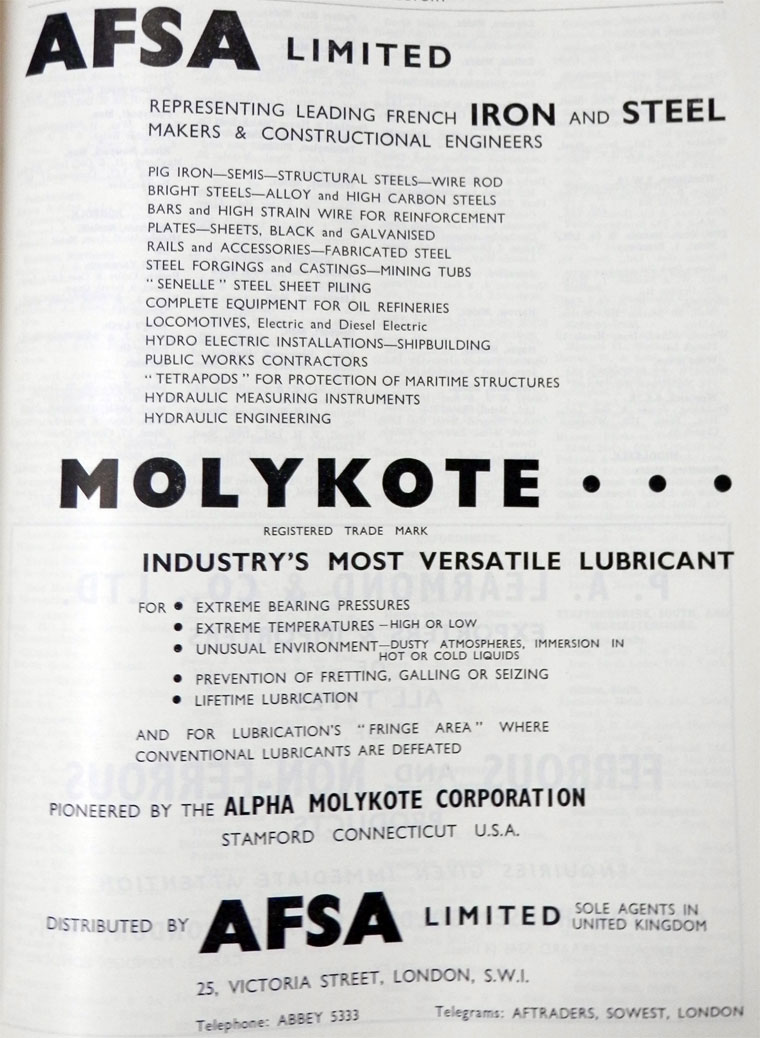 AFSA LIMITED
REPRESENTING LEADING FRENCH IRON AND STEEL
MAKERS & CONSTRUCTIONAL ENGINEERS
PIG IRON—SEMIS—STRUCTURAL STEELS—WIRE ROD
BRIGHT STEELS—ALLOY and HIGH CARBON STEELS
BARS and HIGH STRAIN WIRE FOR REINFORCEMENT
PLATES—SHEETS, BLACK and GALVANISED
RAILS and ACCESSORIES—FABRICATED STEEL
STEEL FORGINGS and CASTINGS—MINING TUBS
“SENELLE” STEEL SHEET PILING
COMPLETE EQUIPMENT FOR OIL REFINERIES
LOCOMOTIVES, Electric and Diesel Electric
HYDRO ELECTRIC INSTALLATIONS—SHIPBUILDING
PUBLIC WORKS CONTRACTORS
“TETRAPODS” FOR PROTECTION OF MARITIME STRUCTURES
HYDRAULIC MEASURING INSTRUMENTS
HYDRAULIC ENGINEERING
MOLYKOTE • • •
REGISTERED TRADE MARK
INDUSTRY'S MOST VERSATILE LUBRICANT
FOR • EXTREME BEARING PRESSURES
• EXTREME TEMPERATURES—HIGH OR LOW
• UNUSUAL ENVIRONMENT—DUSTY ATMOSPHERES, IMMERSION IN
HOT OR COLD LIQUIDS
• PREVENTION OF FRETTING, GALLING OR SEIZING
• LIFETIME LUBRICATION
AND FOR LUBRICATION'S “FRINGE AREA” WHERE
CONVENTIONAL LUBRICANTS ARE DEFEATED
PIONEERED BY THE ALPHA MOLYKOTE CORPORATION
STAMFORD CONNECTICUT U.S.A.
DISTRIBUTED BY AFSA LIMITED SOLE AGENTS IN
UNITED KINGDOM
25, VICTORIA STREET, LONDON, S.W.I.
Telephone: ABBEY 5333 Telegrams: AFTRADERS, SOWEST, LONDON